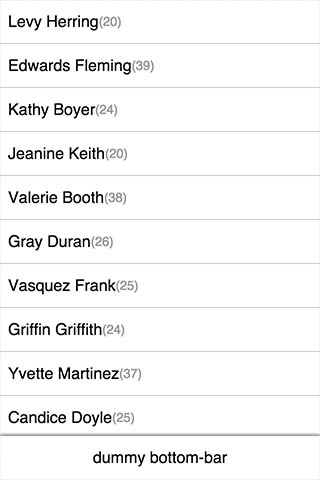 Levy Herring(20)
Edwards Fleming(39)
Kathy Boyer(24)
Jeanine Keith(20)
Valerie Booth(38)
Gray Duran(26)
Vasquez Frank(25)
Griffin Griffith(24)
Yvette Martinez(37)
Candice Doyle(25)
dummy bottom-bar